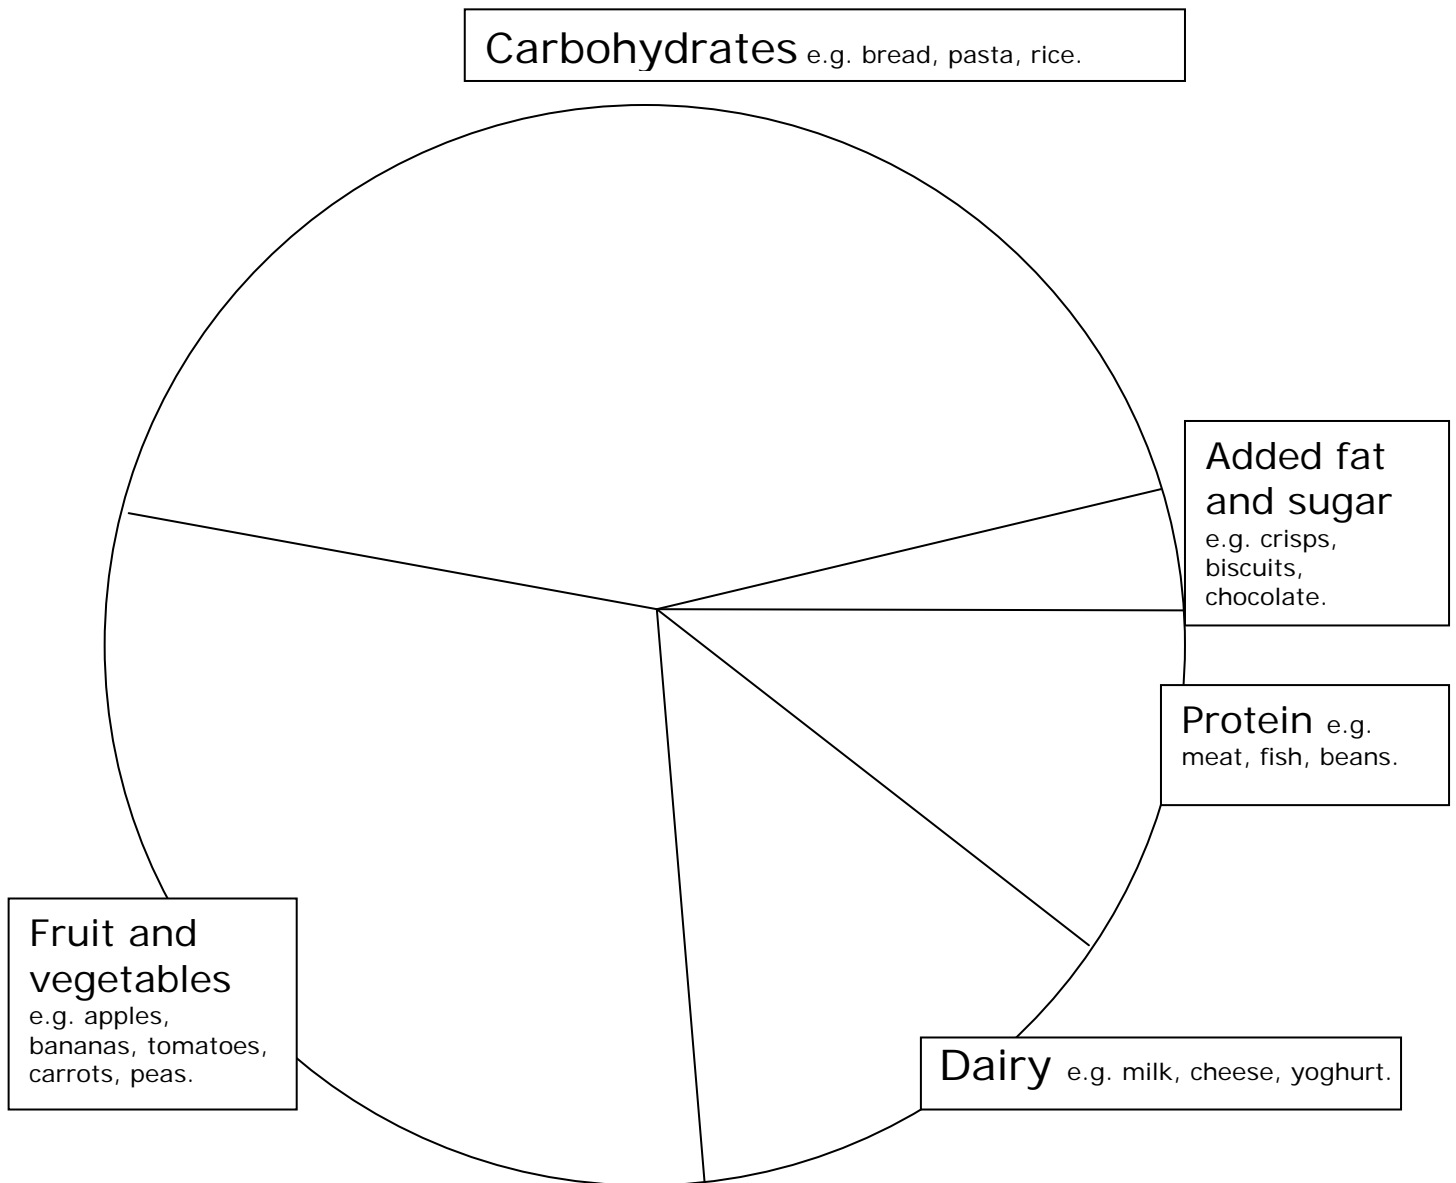 Carbohydrates e.g. bread, pasta, rice.
Added fat
and sugar
e.g. crisps,
biscuits,
chocolate.
Protein e.g.
meat, fish, beans.
Fruit and
vegetables
e.g. apples,
bananas, tomatoes,
carrots, peas.
Dairy e.g. milk, cheese, yoghurt.